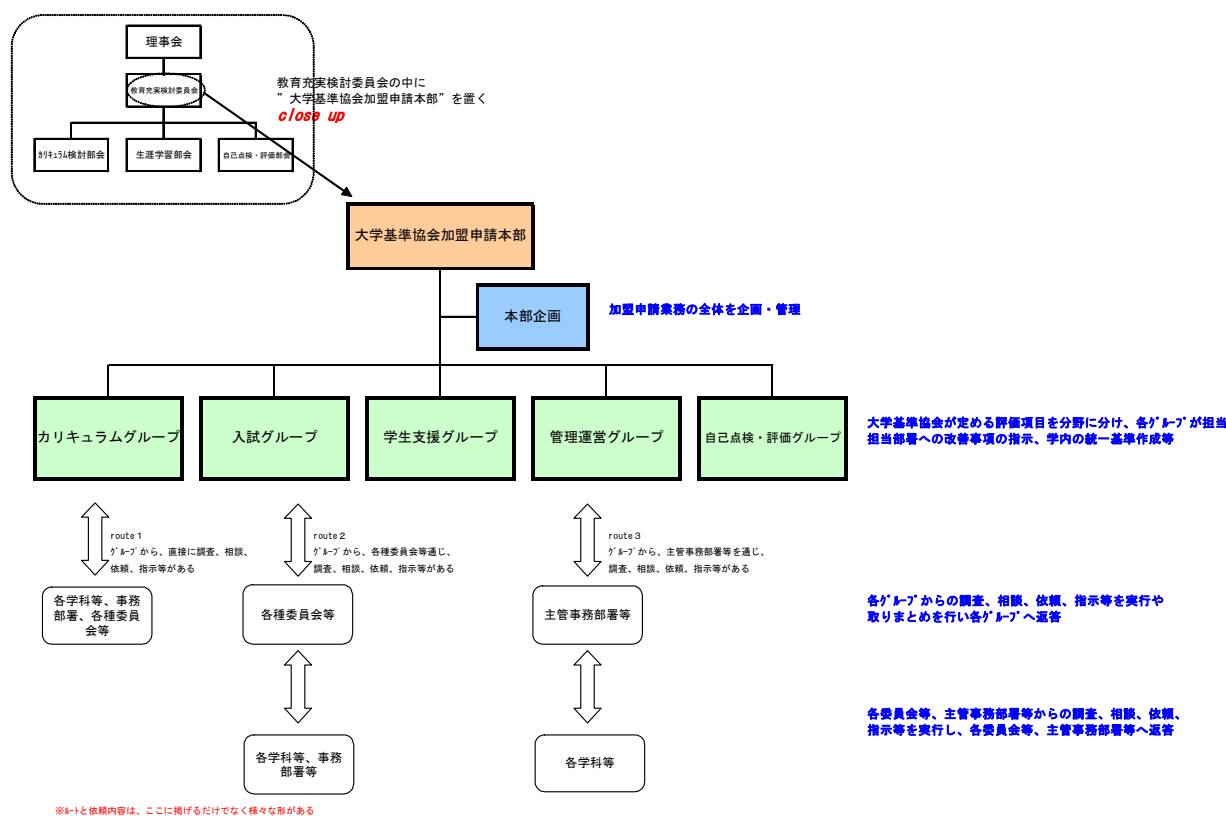 理事会
教育充実検討委員会
教育充実検討委員会の中に
”大学基準協会加盟申請本部”を置く
close up
ｶﾘｷｭﾗﾑ検討部会
生涯学習部会
自己点検・評価部会
大学基準協会加盟申請本部
本部企画
加盟申請業務の全体を企画・管理
カリキュラムグループ
入試グループ
学生支援グループ
管理運営グループ
自己点検・評価グループ
大学基準協会が定める評価項目を分野に分け、各ｸﾞﾙｰﾌﾟが担当
担当部署への改善事項の指示、学内の統一基準作成等
route１
ｸﾞﾙｰﾌﾟから、直接に調査、相談、
依頼、指示等がある
route２
ｸﾞﾙｰﾌﾟから、各種委員会等通じ、
調査、相談、依頼、指示等がある
route３
ｸﾞﾙｰﾌﾟから、主管事務部署等を通じ、
調査、相談、依頼、指示等がある
各学科等、事務
部署、各種委員
会等
各種委員会等
主管事務部署等
各ｸﾞﾙｰﾌﾟからの調査、相談、依頼、指示等を実行や
取りまとめを行い各ｸﾞﾙｰﾌﾟへ返答
各委員会等、主管事務部署等からの調査、相談、依頼、
指示等を実行し、各委員会等、主管事務部署等へ返答
各学科等、事務
部署等
各学科等
※ﾙｰﾄと依頼内容は、ここに掲げるだけでなく様々な形がある